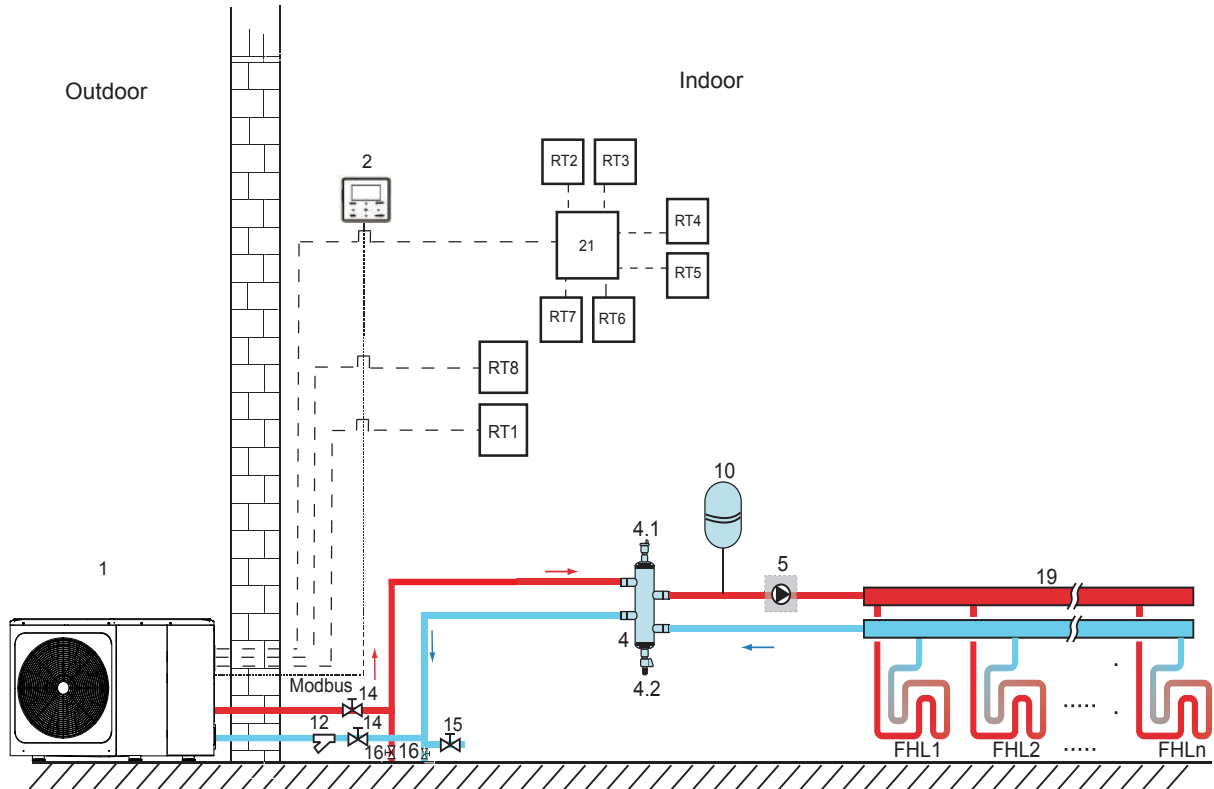 Outdoor
Indoor
2
RT2
RT3
RT4
21
RT5
RT7
RT6
RT8
RT1
10
4.1
1
5
19
4
4.2
Modbus
14
12
14
15
16
16
FHL1
FHL2
.....
.....
FHLn